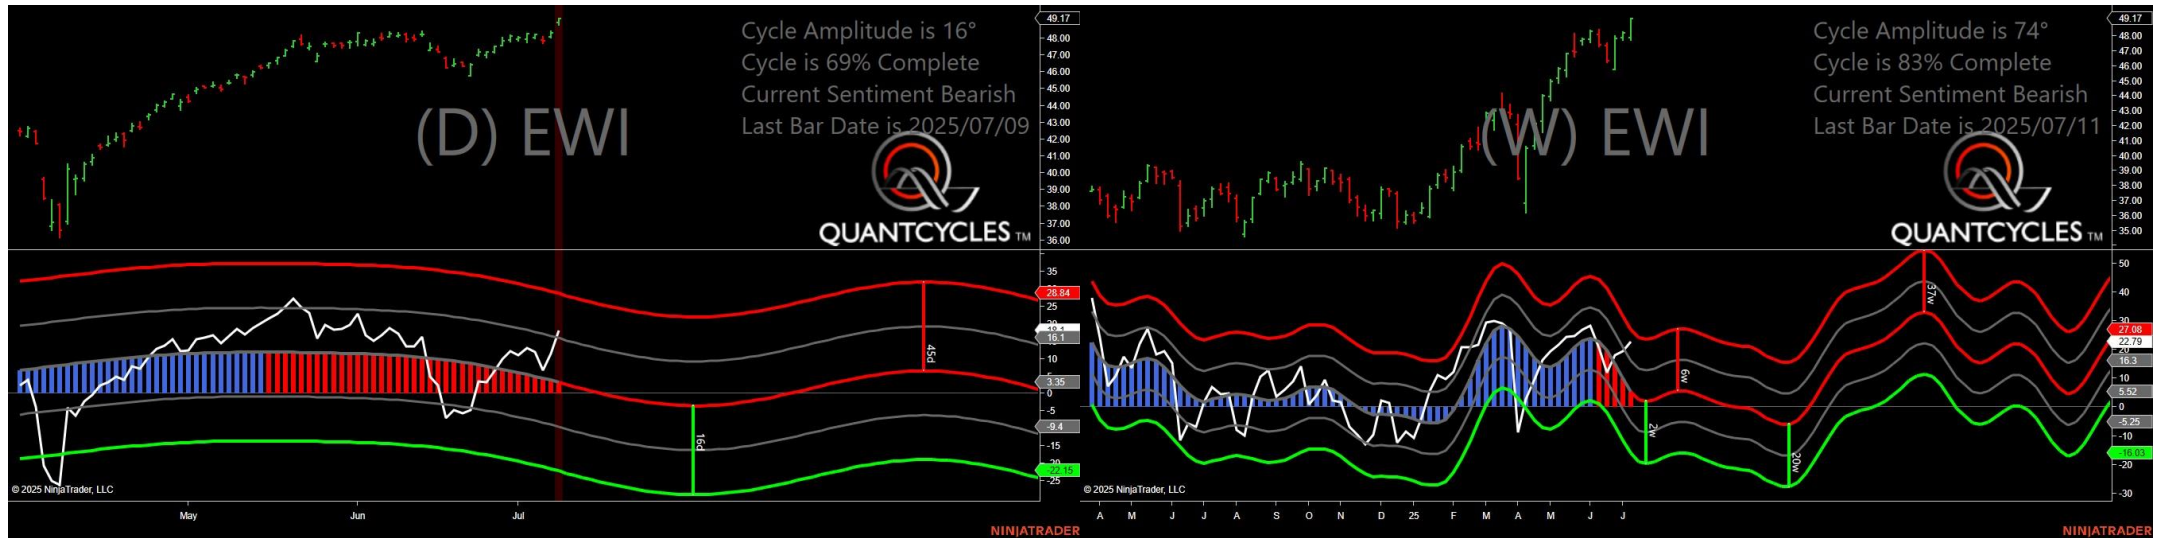 Cycle Amplitude is 16°
Cycle is 69% Complete
Current Sentiment Bearish
Last Bar Date is 2025/07/09
(D) EWI
QUANTCYCLES TM
49.17
48.00
47.00
46.00
45.00
44.00
43.00
42.00
41.00
40.00
39.00
38.00
37.00
36.00
35
28.84
25
16.1
10
3.35
0
-5
-9.4
-15
-22.15
-25
45d
16d
© 2025 NinjaTrader, LLC
May
Jun
Jul
NINJATRADER
Cycle Amplitude is 74°
Cycle is 83% Complete
Current Sentiment Bearish
Last Bar Date is 2025/07/11
(W) EWI
QUANTCYCLES TM
49.17
48.00
46.00
45.00
44.00
43.00
42.00
41.00
40.00
39.00
38.00
37.00
36.00
35.00
50
40
30
27.08
22.79
20
16.3
10
5.52
0
-5.25
-10
-16.03
-20
-30
37w
6w
2w
20w
© 2025 NinjaTrader, LLC
A
M
J
J
A
S
O
N
D
25
F
M
A
M
J
J
NINJATRADER